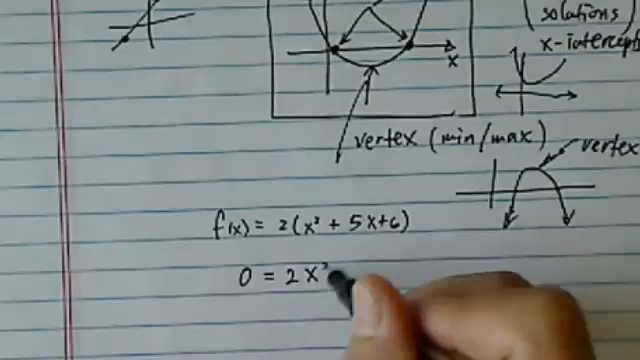 solutions)
x-intercepts
x
vertex (min/max)
vertex
f(x) = 2(x² + 5x+6)
0 = 2x²